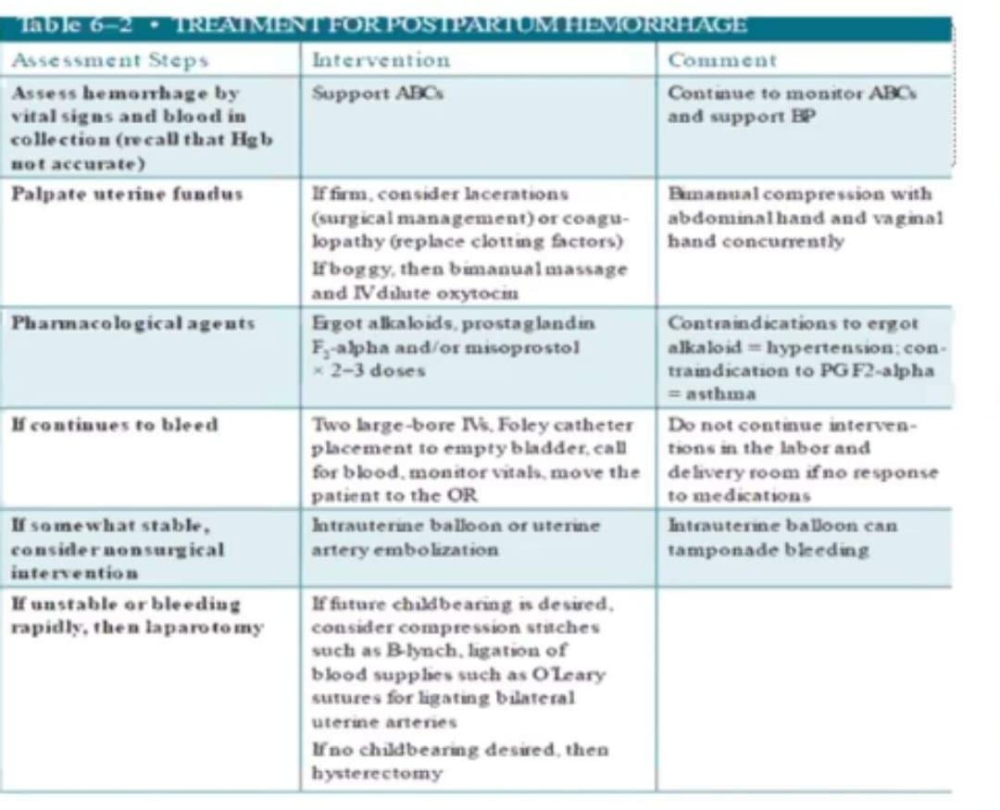 Table 6–2 • TREATMENT FOR POSTPARTUM HEMORRHAGE
Assessment Steps
Intervention
Comment
Assess hemorrhage by
vital signs and blood in
collection (recall that Hgb
not accurate)
Support ABCs
Continue to monitor ABCs
and support BP
Palpate uterine fundus
If firm, consider lacerations
(surgical management) or coagu-
lopathy (replace clotting factors)
If boggy, then bimanual massage
and IV dilute oxytocin
Bimanual compression with
abdominal hand and vaginal
hand concurrently
Pharmacological agents
Ergot alkaloids, prostaglandin
F₂-alpha and/or misoprostol
× 2–3 doses
Contraindications to ergot
alkaloid = hypertension; con-
traindication to PG F2-alpha
= asthma
If continues to bleed
Two large-bore IVs, Foley catheter
placement to empty bladder, call
for blood, monitor vitals, move the
patient to the OR
Do not continue interven-
tions in the labor and
delivery room if no response
to medications
If somewhat stable,
consider nonsurgical
intervention
Intrauterine balloon or uterine
artery embolization
Intrauterine balloon can
tamponade bleeding
If unstable or bleeding
rapidly, then laparotomy
If future childbearing is desired,
consider compression stitches
such as B-lynch, ligation of
blood supplies such as O'Leary
sutures for ligating bilateral
uterine arteries
If no childbearing desired, then
hysterectomy